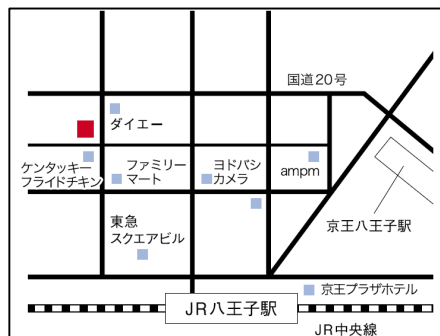 国道20号
ダイエー
ケンタッキー
フライドチキン
ファミリー
マート
ヨドバシ
カメラ
ampm
東急
スクエアビル
京王八王子駅
京王プラザホテル
JR八王子駅
JR中央線